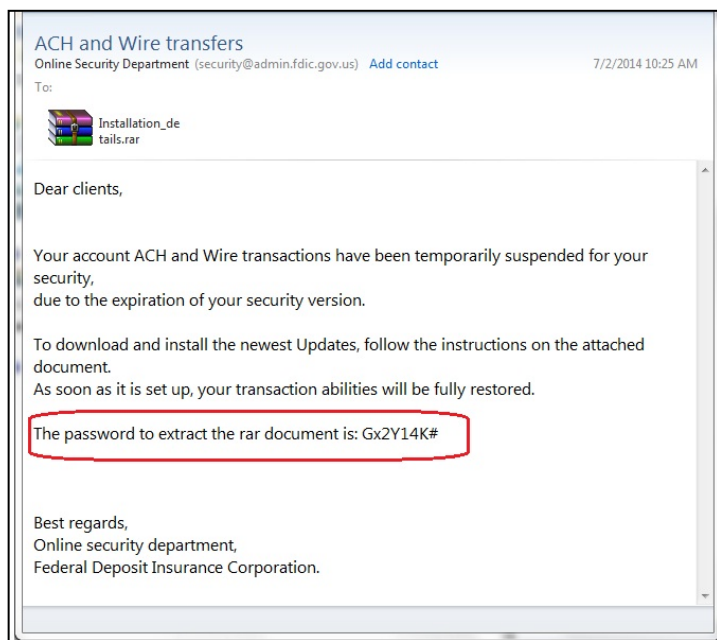 ACH and Wire transfers
Online Security Department (security@admin.fdic.gov.us) Add contact 7/2/2014 10:25 AM
To:
Installation_de
tails.rar
Dear clients,
Your account ACH and Wire transactions have been temporarily suspended for your
security,
due to the expiration of your security version.
To download and install the newest Updates, follow the instructions on the attached
document.
As soon as it is set up, your transaction abilities will be fully restored.
The password to extract the rar document is: Gx2Y14K#
Best regards,
Online security department,
Federal Deposit Insurance Corporation.